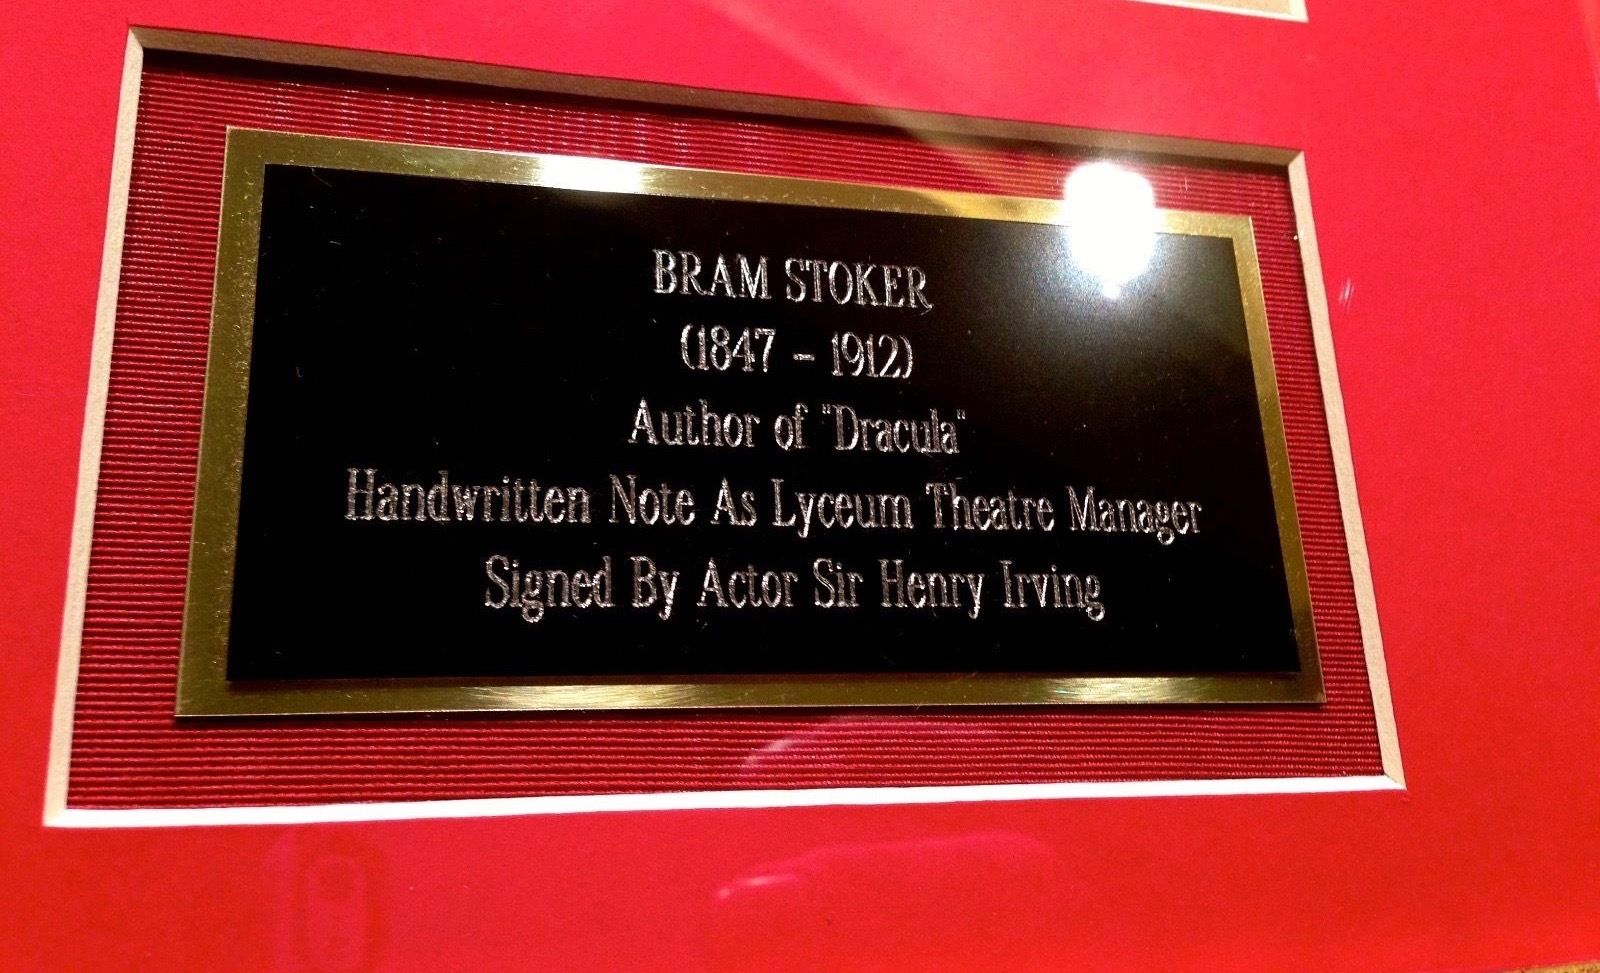 BRAM STOKER
(1847 - 1912)
Author of "Dracula"
Handwritten Note As Lyceum Theatre Manager
Signed By Actor Sir Henry Irving